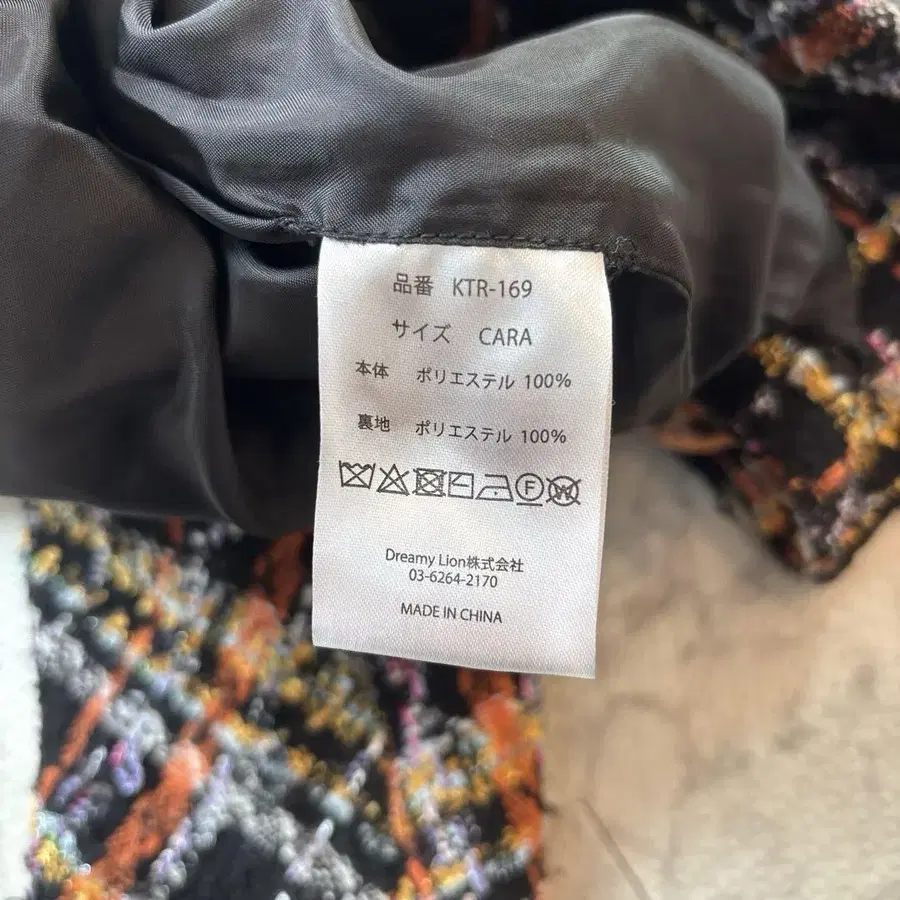 品番 KTR-169
サイズ CARA
本体 ポリエステル 100%
裏地 ポリエステル 100%
F W
Dreamy Lion株式会社
03-6264-2170
MADE IN CHINA